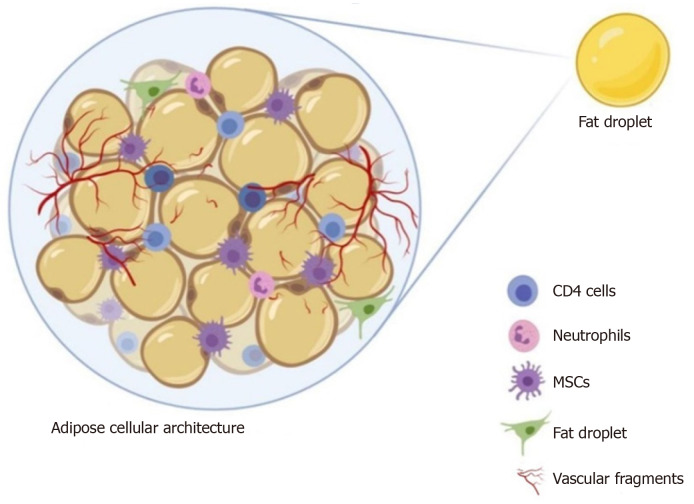 Fat droplet
CD4 cells
Neutrophils
MSCs
Fat droplet
Vascular fragments
Adipose cellular architecture